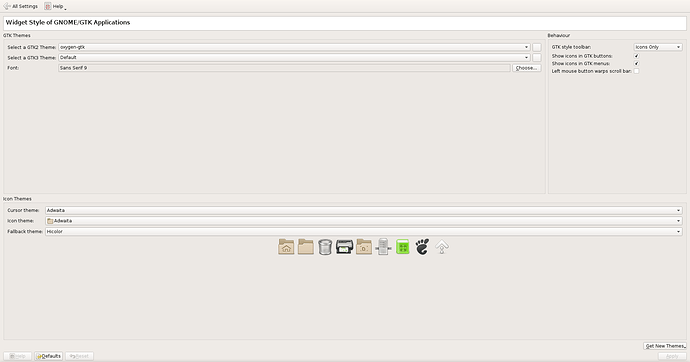 All Settings Help
Widget Style of GNOME/GTK Applications
GTK Themes
Select a GTK2 Theme: oxygen-gtk
Select a GTK3 Theme: Default
Font: Sans Serif 9 Choose...
Behaviour
GTK style toolbar: Icons Only
Show icons in GTK buttons:
Show icons in GTK menus:
Left mouse button warps scroll bar:
Icon Themes
Cursor theme: Adwaita
Icon theme: Adwaita
Fallback theme: Hicolor
Get New Themes...
Help Defaults Reset Apply